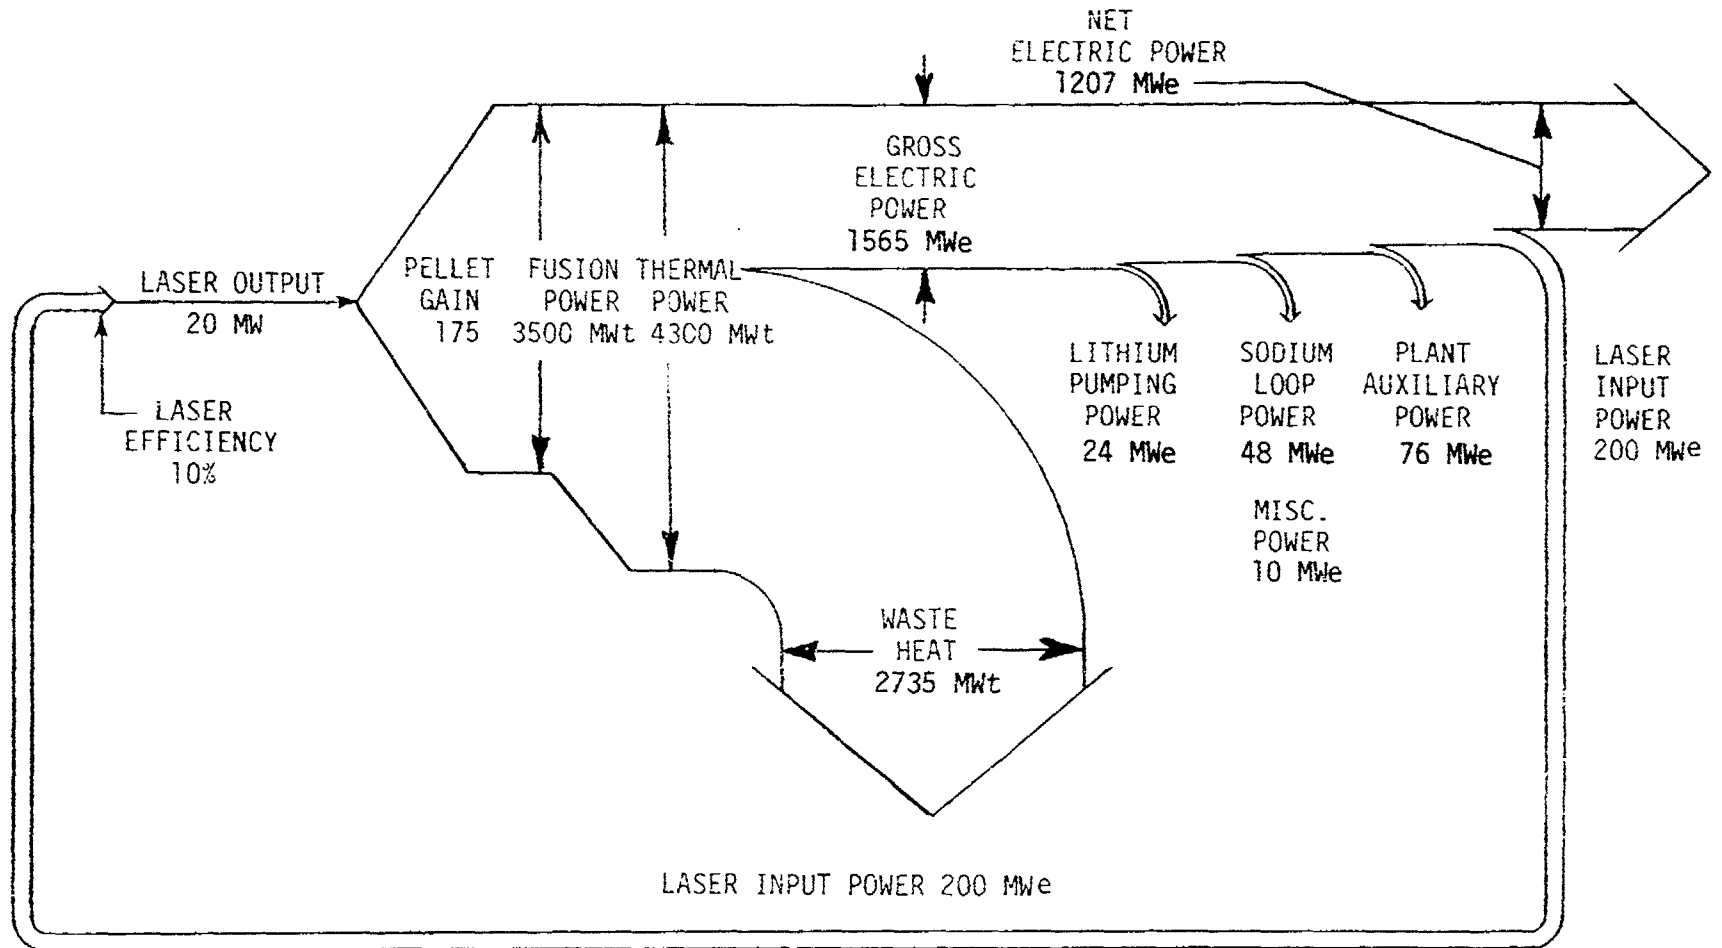 NET
ELECTRIC POWER
1207 MWe
GROSS
ELECTRIC
POWER
1565 MWe
LASER OUTPUT
20 MW
PELLET
GAIN
175
FUSION
POWER
3500 MWt
THERMAL
POWER
4300 MWt
LASER
EFFICIENCY
10%
LITHIUM
PUMPING
POWER
24 MWe
SODIUM
LOOP
POWER
48 MWe
PLANT
AUXILIARY
POWER
76 MWe
LASER
INPUT
POWER
200 MWe
MISC.
POWER
10 MWe
WASTE
HEAT
2735 MWt
LASER INPUT POWER 200 MWe